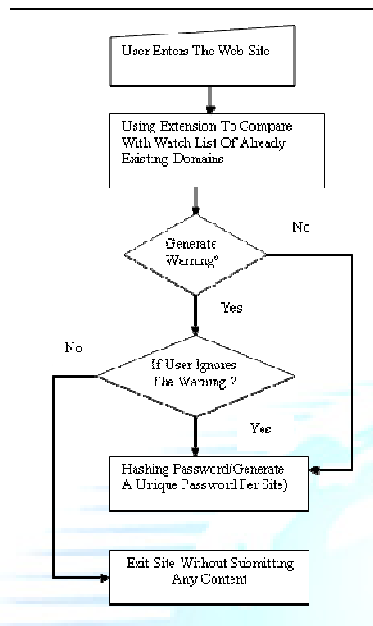 User Enters The Web Site
Using Extension To Compare
With Watch List Of Already
Existing Domains
No
Generate
Warning?
Yes
No
If User Ignores
The Warning ?
Yes
Hashing Password(Generate
A Unique Password Per Site)
Exit Site Without Submitting
Any Content